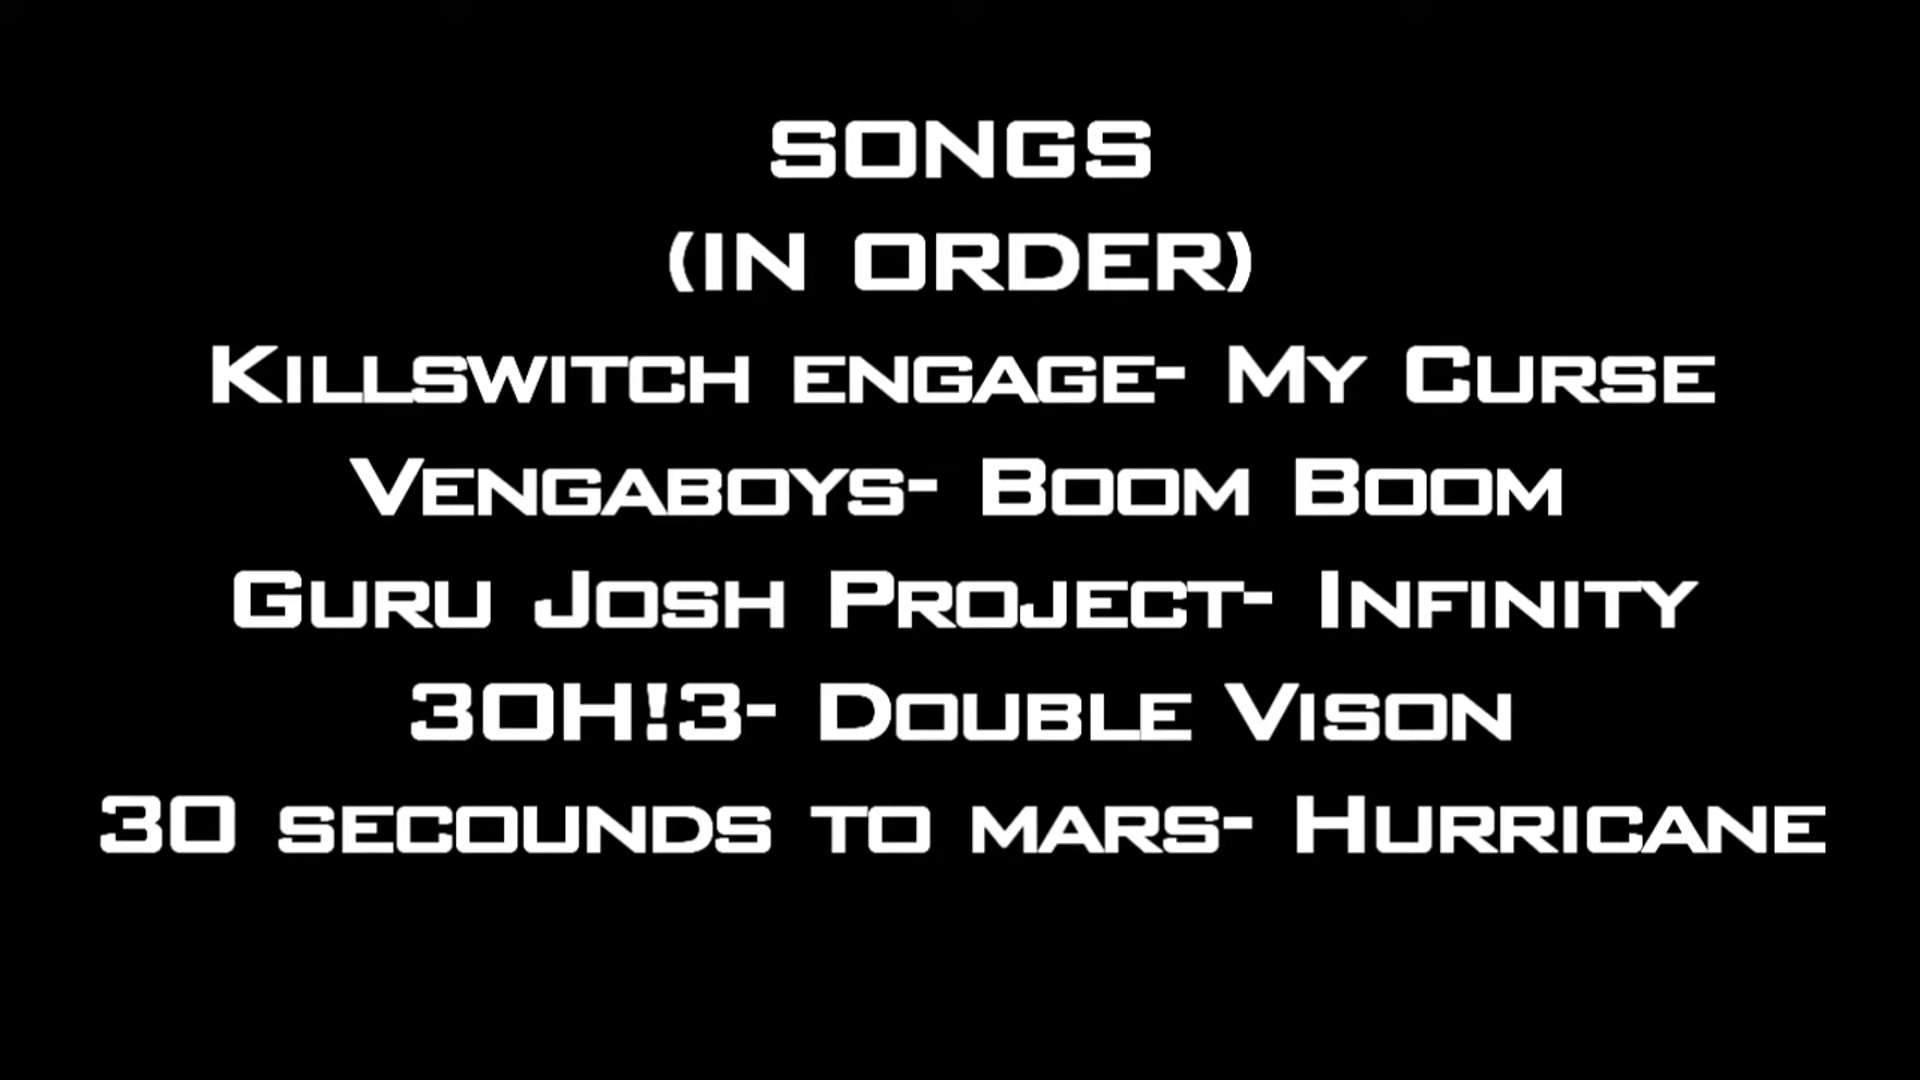 SONGS
(IN ORDER)
Killswitch engage- My Curse
Vengaboys- Boom Boom
Guru Josh Project- Infinity
3OH!3- Double Vison
30 secounds to mars- Hurricane